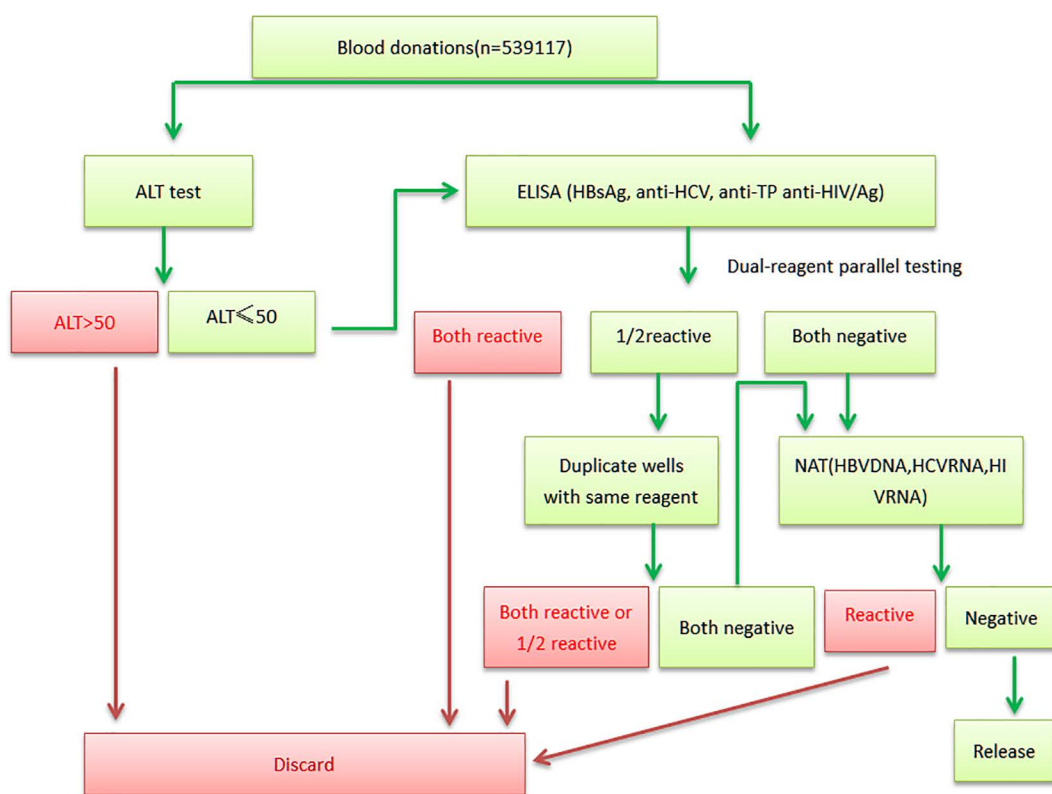 Blood donations(n=539117)
ALT test
ELISA (HBsAg, anti-HCV, anti-TP anti-HIV/Ag)
Dual-reagent parallel testing
ALT>50
ALT⩽50
Both reactive
1/2reactive
Both negative
Duplicate wells
with same reagent
NAT(HBVDNA,HCVRNA,HI
VRNA)
Both reactive or
1/2 reactive
Both negative
Reactive
Negative
Discard
Release